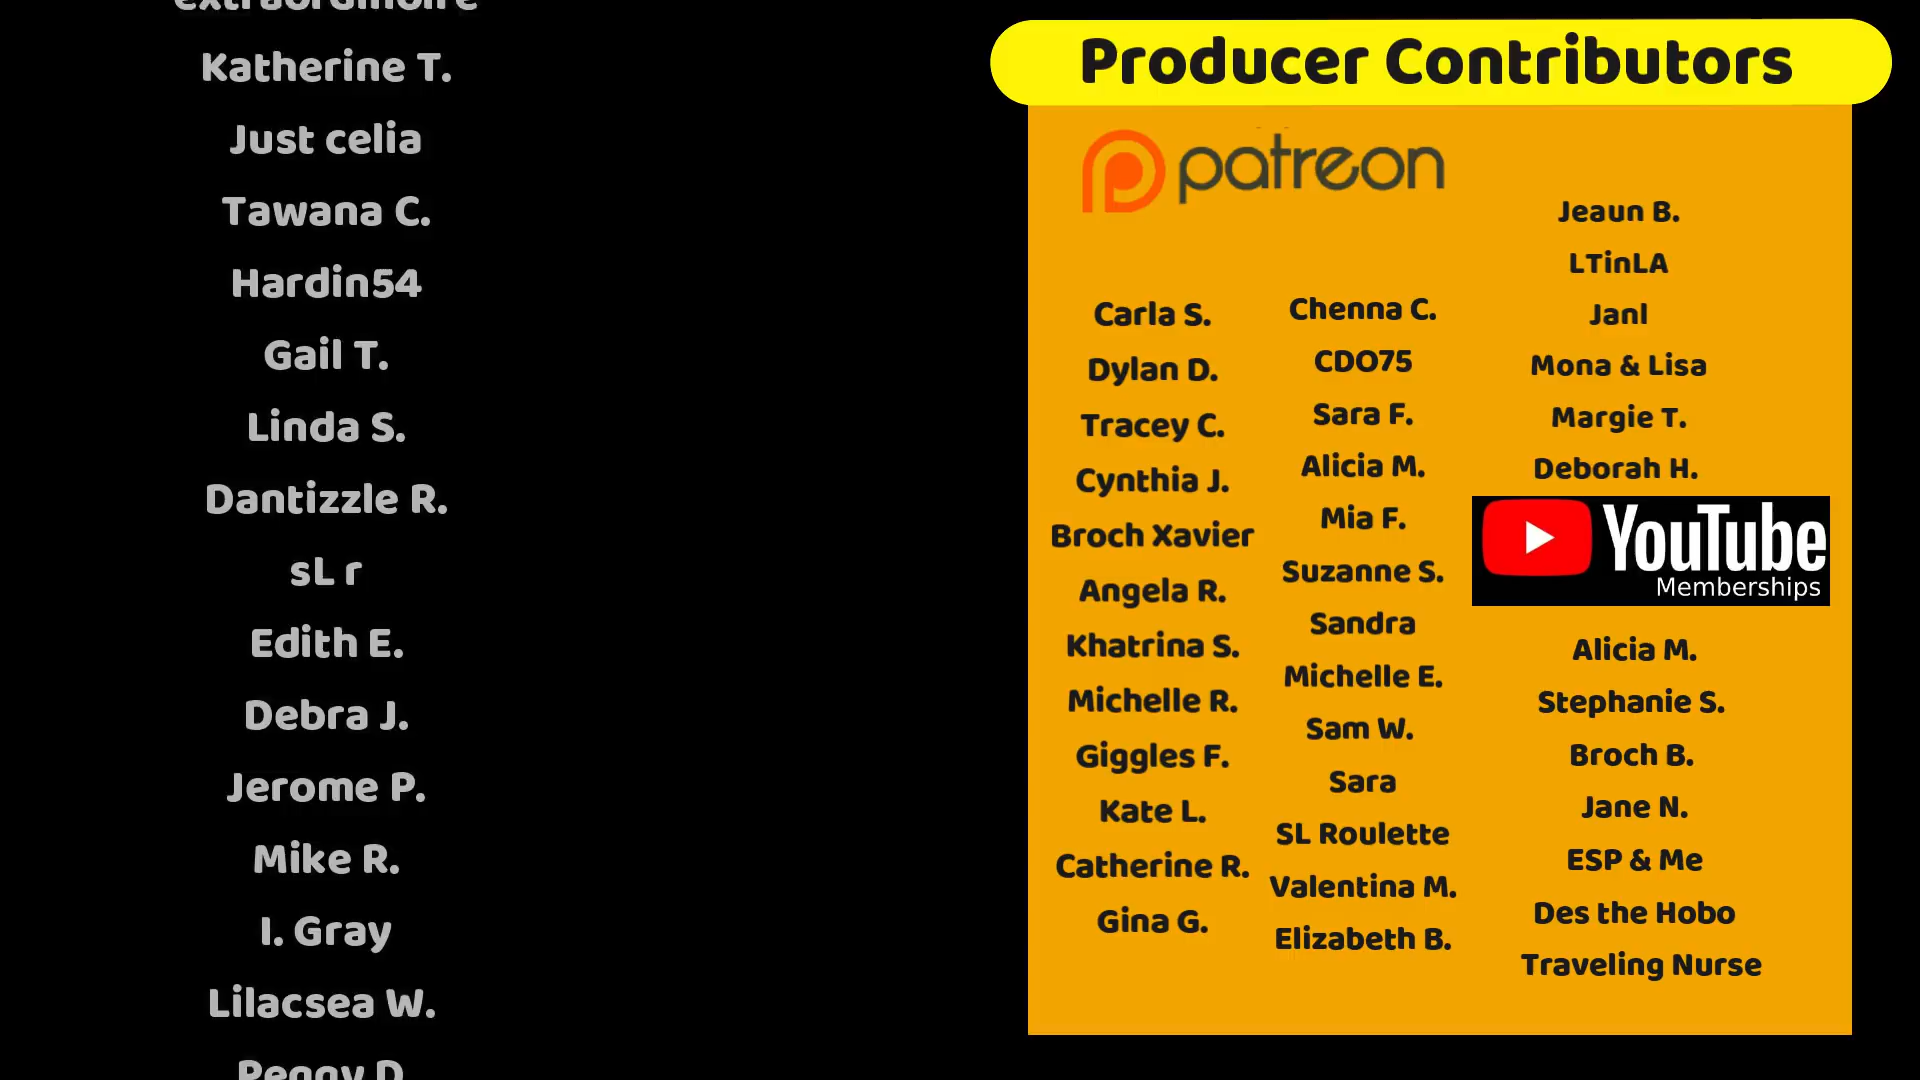 extraordinaire
Katherine T.
Just celia
Tawana C.
Hardin54
Gail T.
Linda S.
Dantizzle R.
sL r
Edith E.
Debra J.
Jerome P.
Mike R.
I. Gray
Lilacsea W.
Peggy D.
Producer Contributors
patreon
Carla S.
Dylan D.
Tracey C.
Cynthia J.
Broch Xavier
Angela R.
Khatrina S.
Michelle R.
Giggles F.
Kate L.
Catherine R.
Gina G.
Chenna C.
CDO75
Sara F.
Alicia M.
Mia F.
Suzanne S.
Sandra
Michelle E.
Sam W.
Sara
SL Roulette
Valentina M.
Elizabeth B.
Jeaun B.
LTinLA
Janl
Mona & Lisa
Margie T.
Deborah H.
YouTube
Memberships
Alicia M.
Stephanie S.
Broch B.
Jane N.
ESP & Me
Des the Hobo
Traveling Nurse